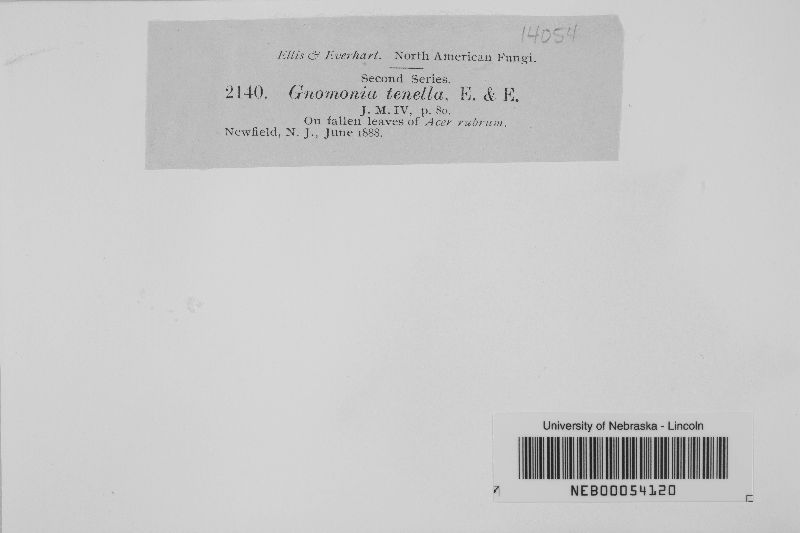 14054
Ellis & Everhart. North American Fungi.
Second Series.
2140. Gnomonia tenella, E. & E.
J. M. IV, p. 80.
On fallen leaves of Acer rubrum.
Newfield, N. J., June 1888.
University of Nebraska - Lincoln
NEB00054120